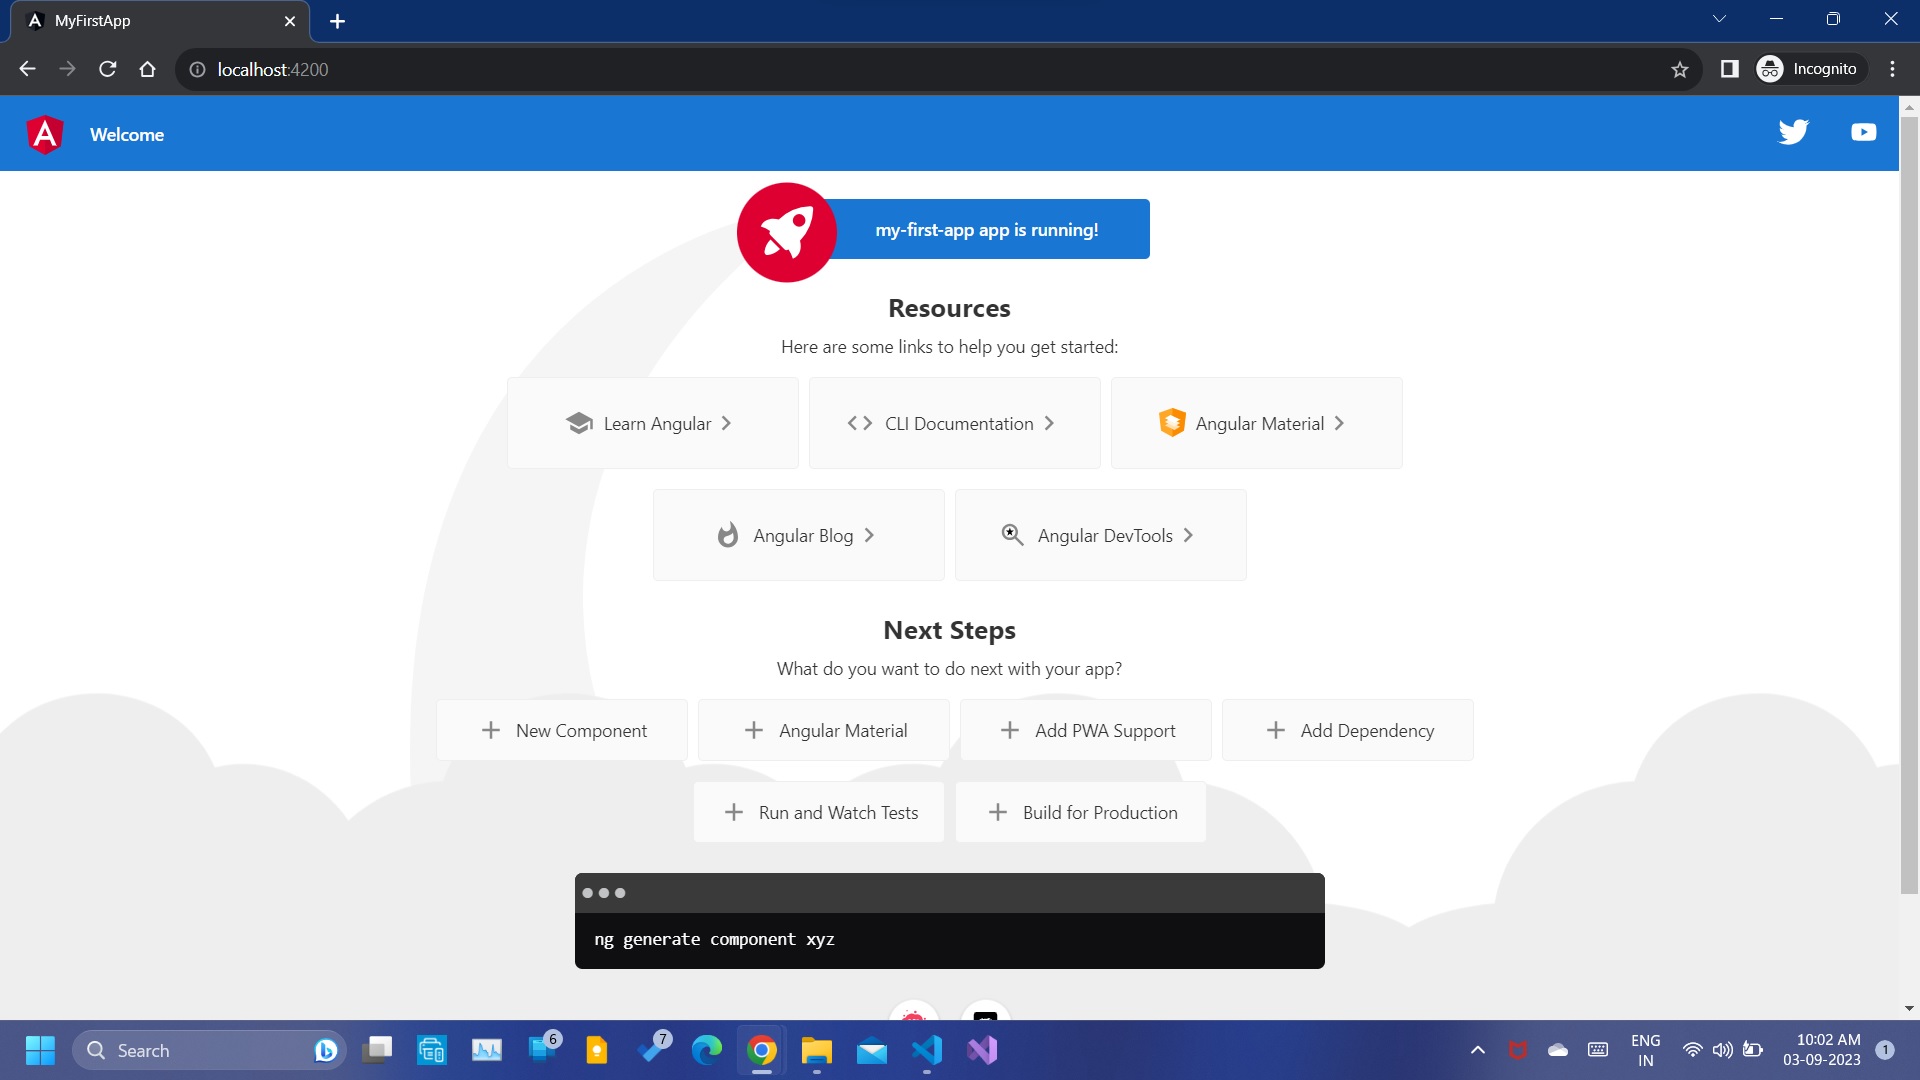 MyFirstApp
localhost:4200
Incognito
Welcome
my-first-app app is running!
Resources
Here are some links to help you get started:
Learn Angular
CLI Documentation
Angular Material
Angular Blog
Angular DevTools
Next Steps
What do you want to do next with your app?
New Component
Angular Material
Add PWA Support
Add Dependency
Run and Watch Tests
Build for Production
ng generate component xyz
Search
6
7
ENG
IN
10:02 AM
03-09-2023
1